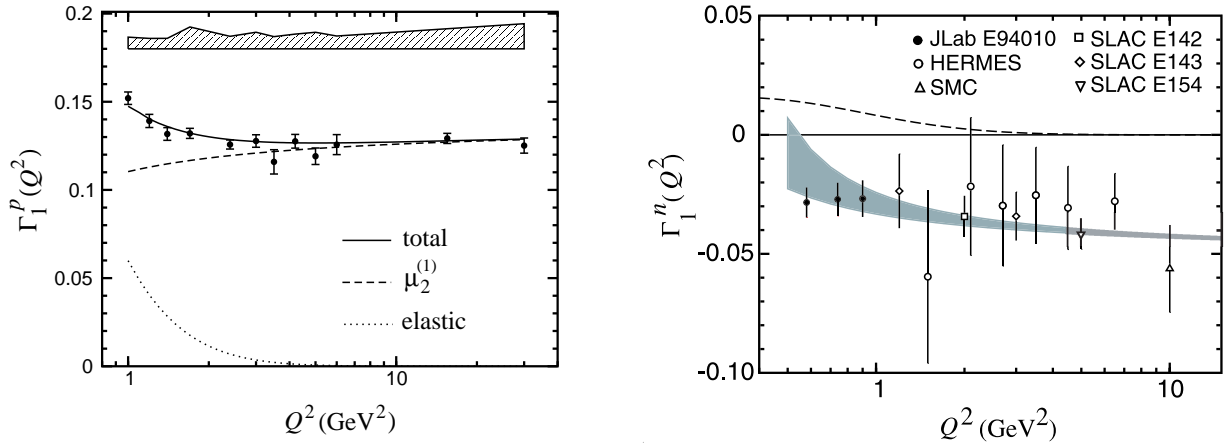 0.2
0.15
0.1
0.05
0
Γ₁ᵖ(Q²)
total
μ₂⁽¹⁾
elastic
1
10
Q² (GeV²)
0.05
0
-0.05
-0.10
Γ₁ⁿ(Q²)
JLab E94010
HERMES
SMC
SLAC E142
SLAC E143
SLAC E154
1
10
Q² (GeV²)